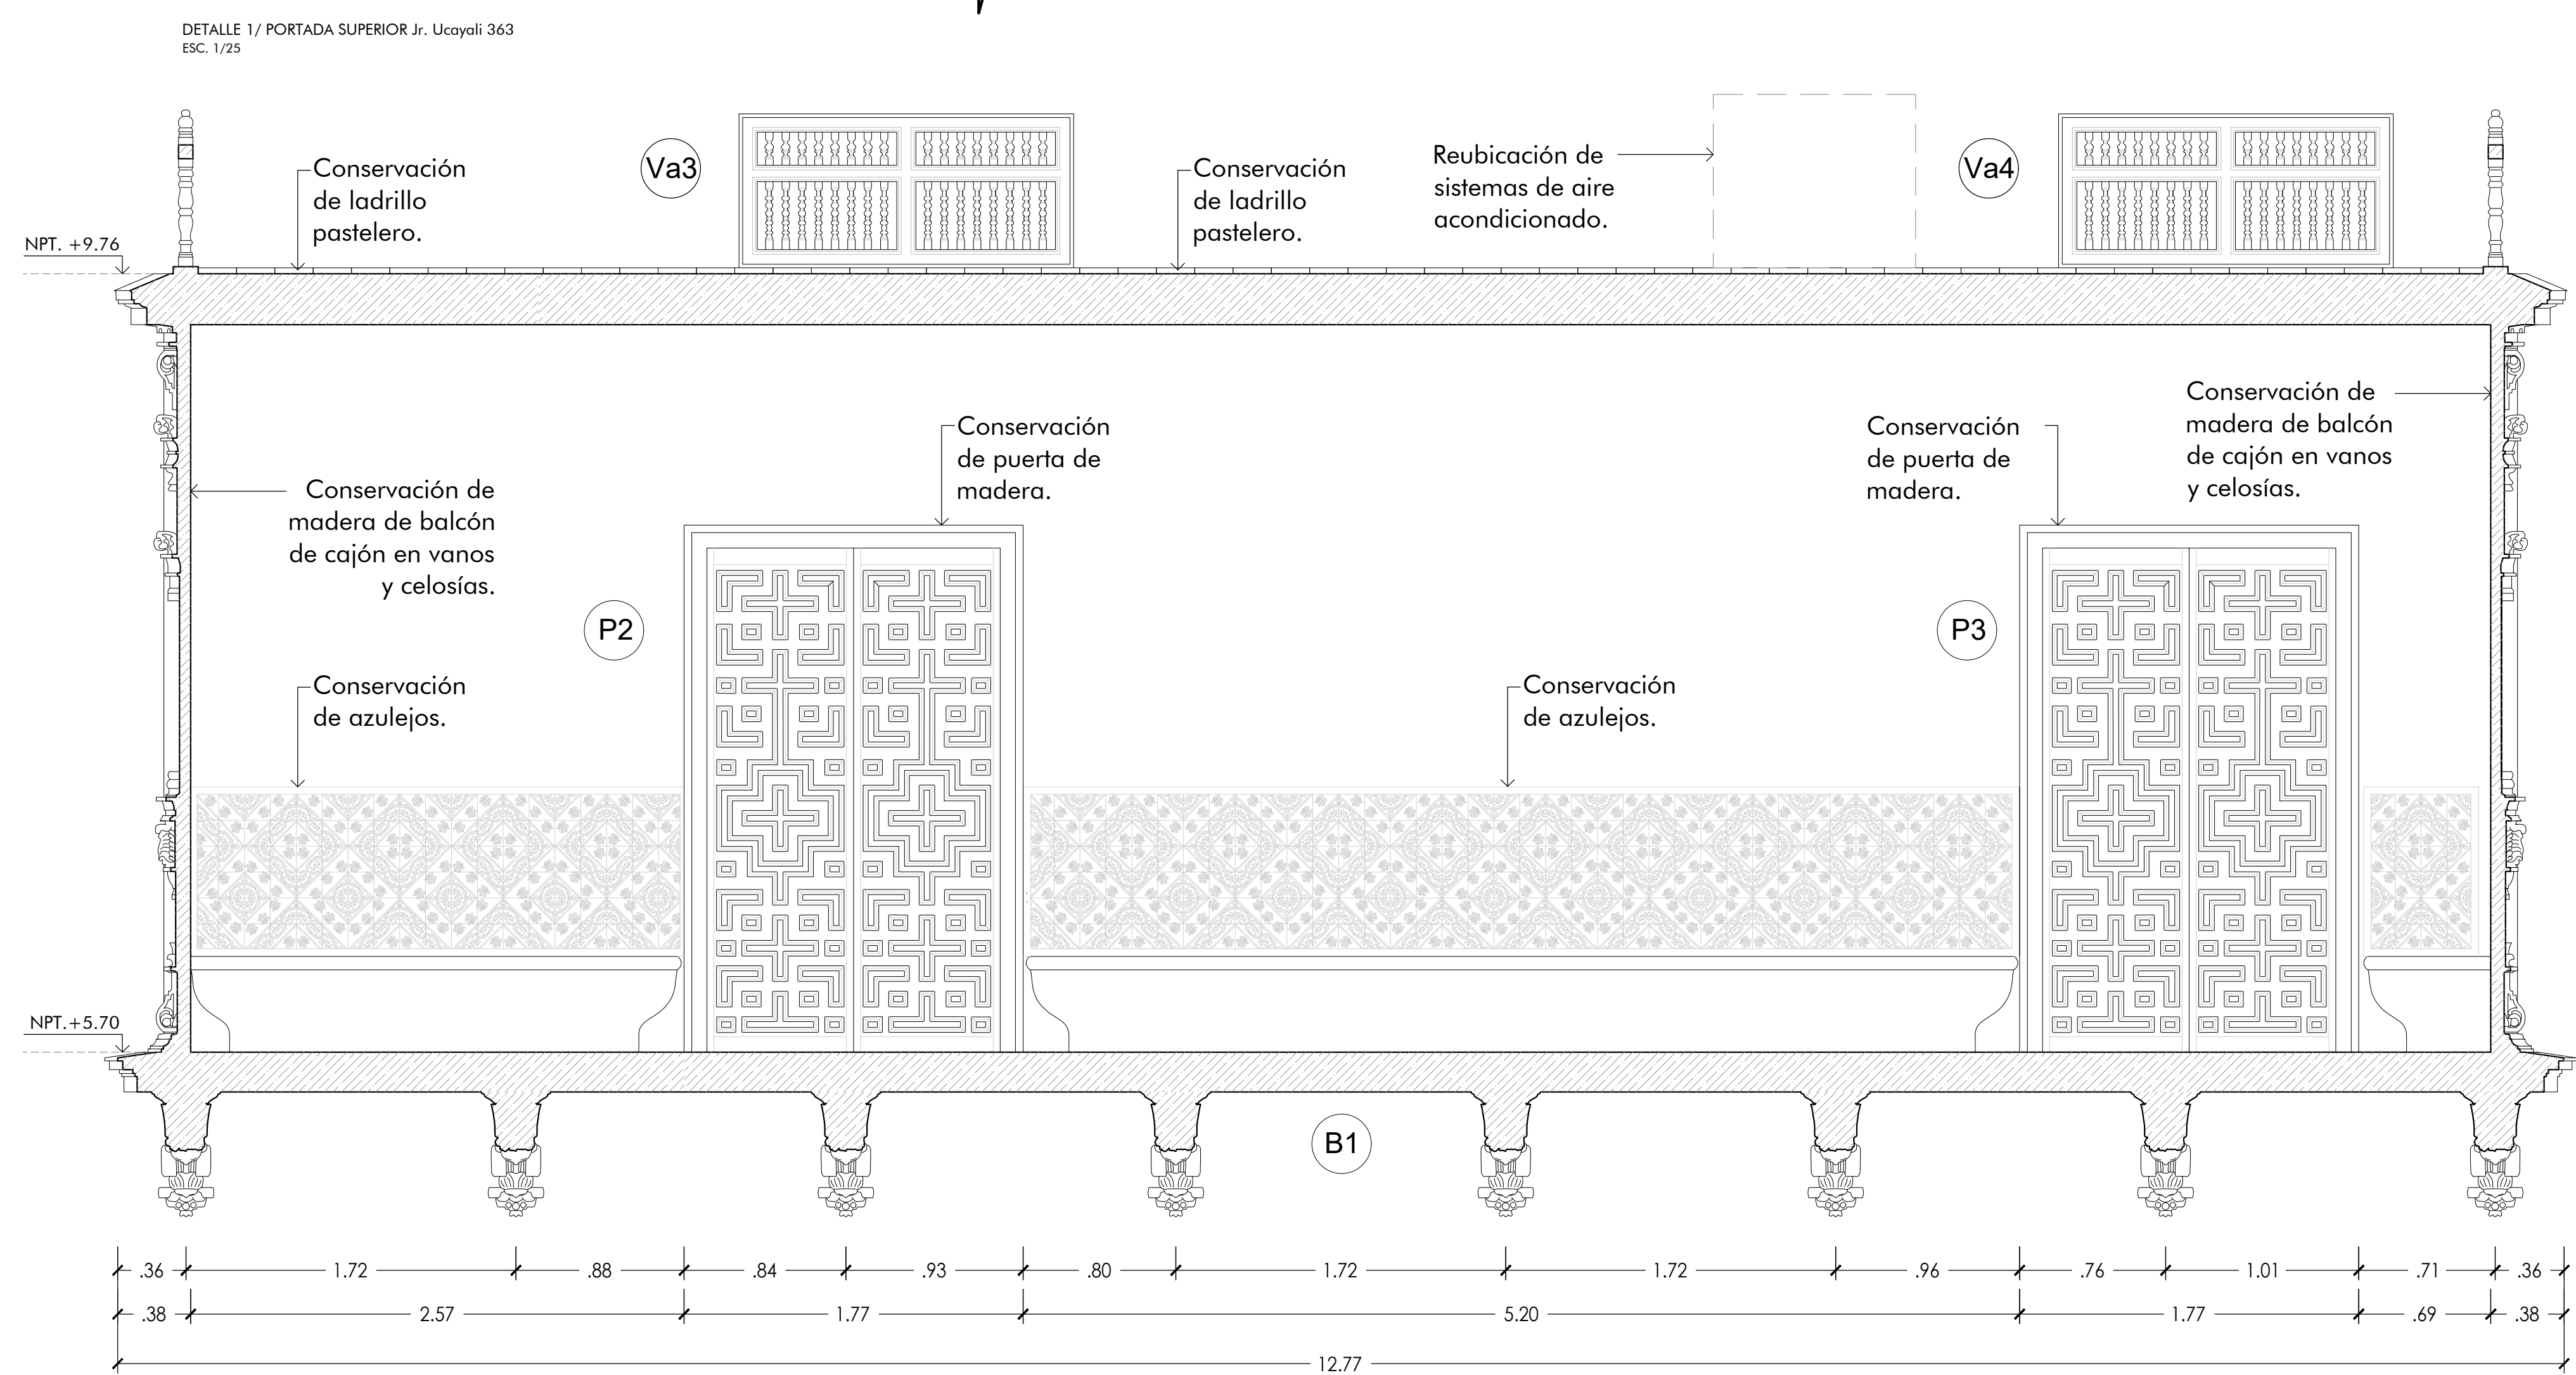 DETALLE 1/ PORTADA SUPERIOR Jr. Ucayali 363
ESC. 1/25
Conservación
de ladrillo
pastelero.
Va3
Conservación
de ladrillo
pastelero.
Reubicación de
sistemas de aire
acondicionado.
Va4
NPT. +9.76
Conservación de
madera de balcón
de cajón en vanos
y celosías.
Conservación
de puerta de
madera.
Conservación
de puerta de
madera.
Conservación de
madera de balcón
de cajón en vanos
y celosías.
P2
P3
Conservación
de azulejos.
Conservación
de azulejos.
NPT.+5.70
B1
.36 1.72 .88 .84 .93 .80 1.72 1.72 .96 .76 1.01 .71 .36
.38 2.57 1.77 5.20 1.77 .69 .38
12.77